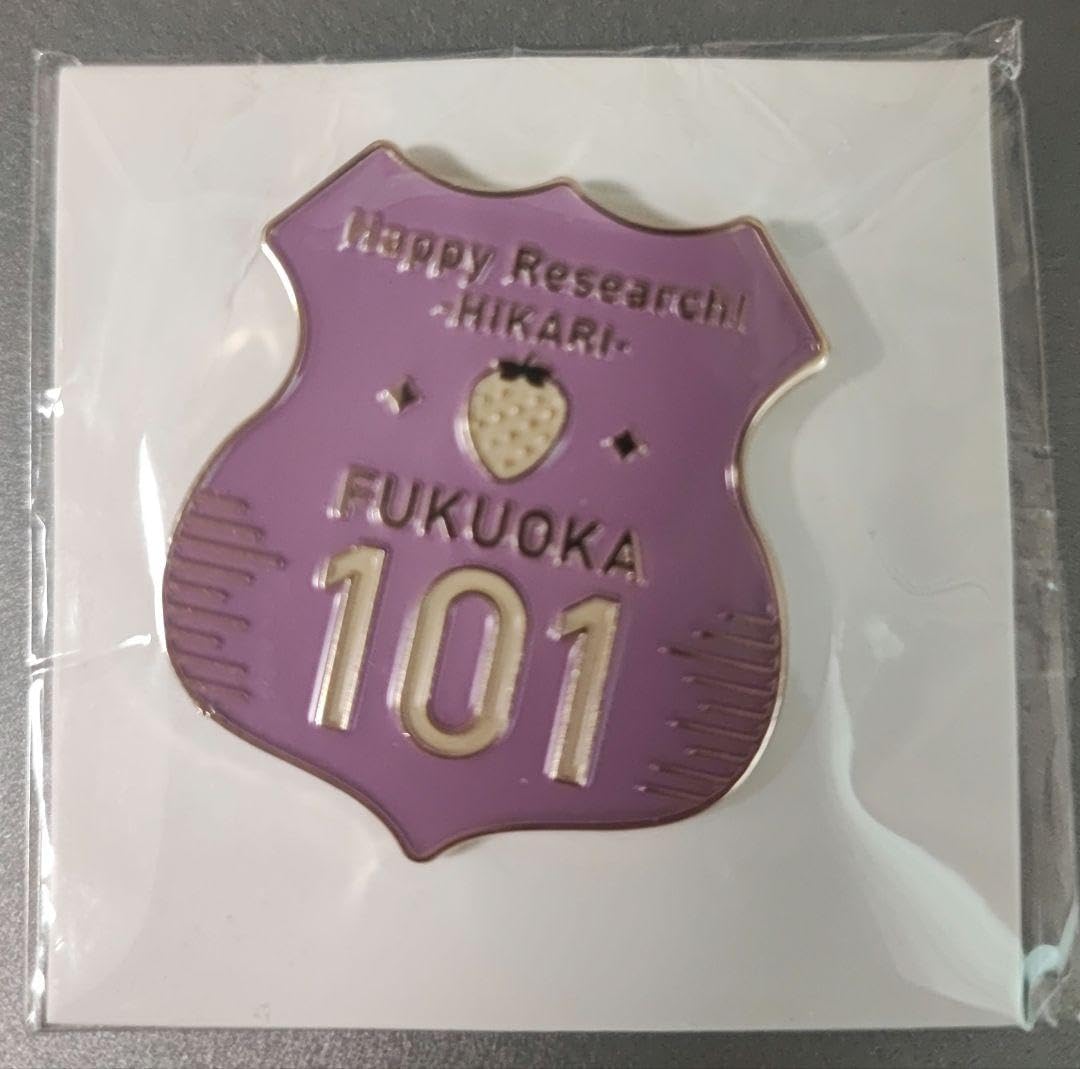 Happy Research!
-HIKARI-
FUKUOKA
101